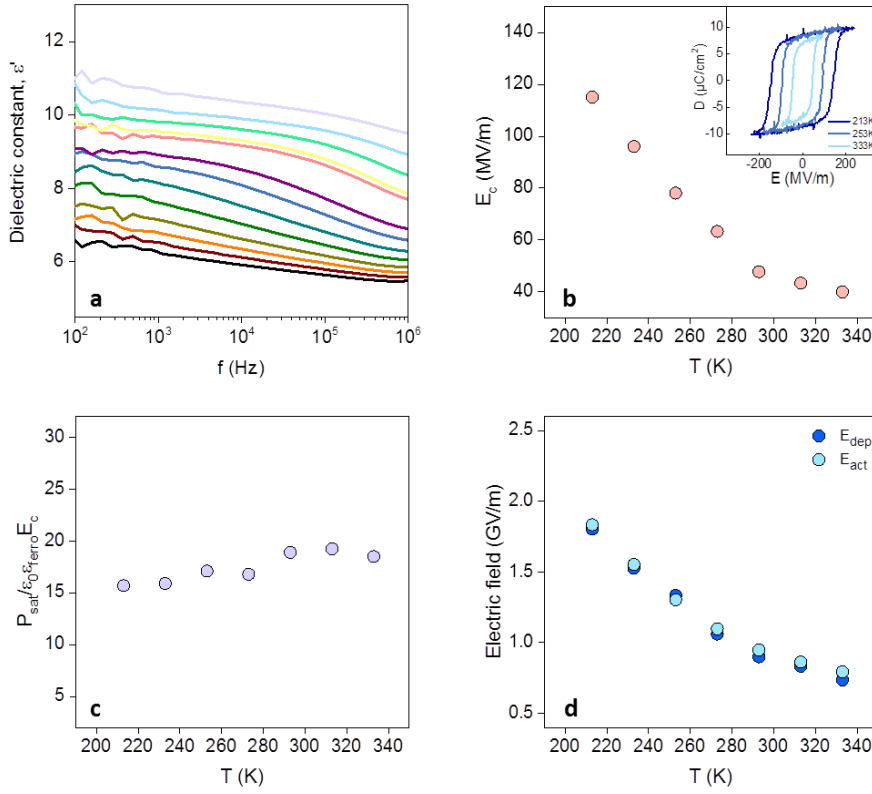 Dielectric constant, ε'
12
10
8
6
a
10² 10³ 10⁴ 10⁵ 10⁶
f (Hz)
E_c (MV/m)
140
120
100
80
60
40
b
200 220 240 260 280 300 320 340
T (K)
D (µC/cm²)
10
5
0
-5
-10
213K
253K
333K
-200 0 200
E (MV/m)
P_sat/ε₀ε_ferroE_c
30
25
20
15
10
5
c
200 220 240 260 280 300 320 340
T (K)
Electric field (GV/m)
2.5
2.0
1.5
1.0
0.5
E_dep
E_act
d
200 220 240 260 280 300 320 340
T (K)